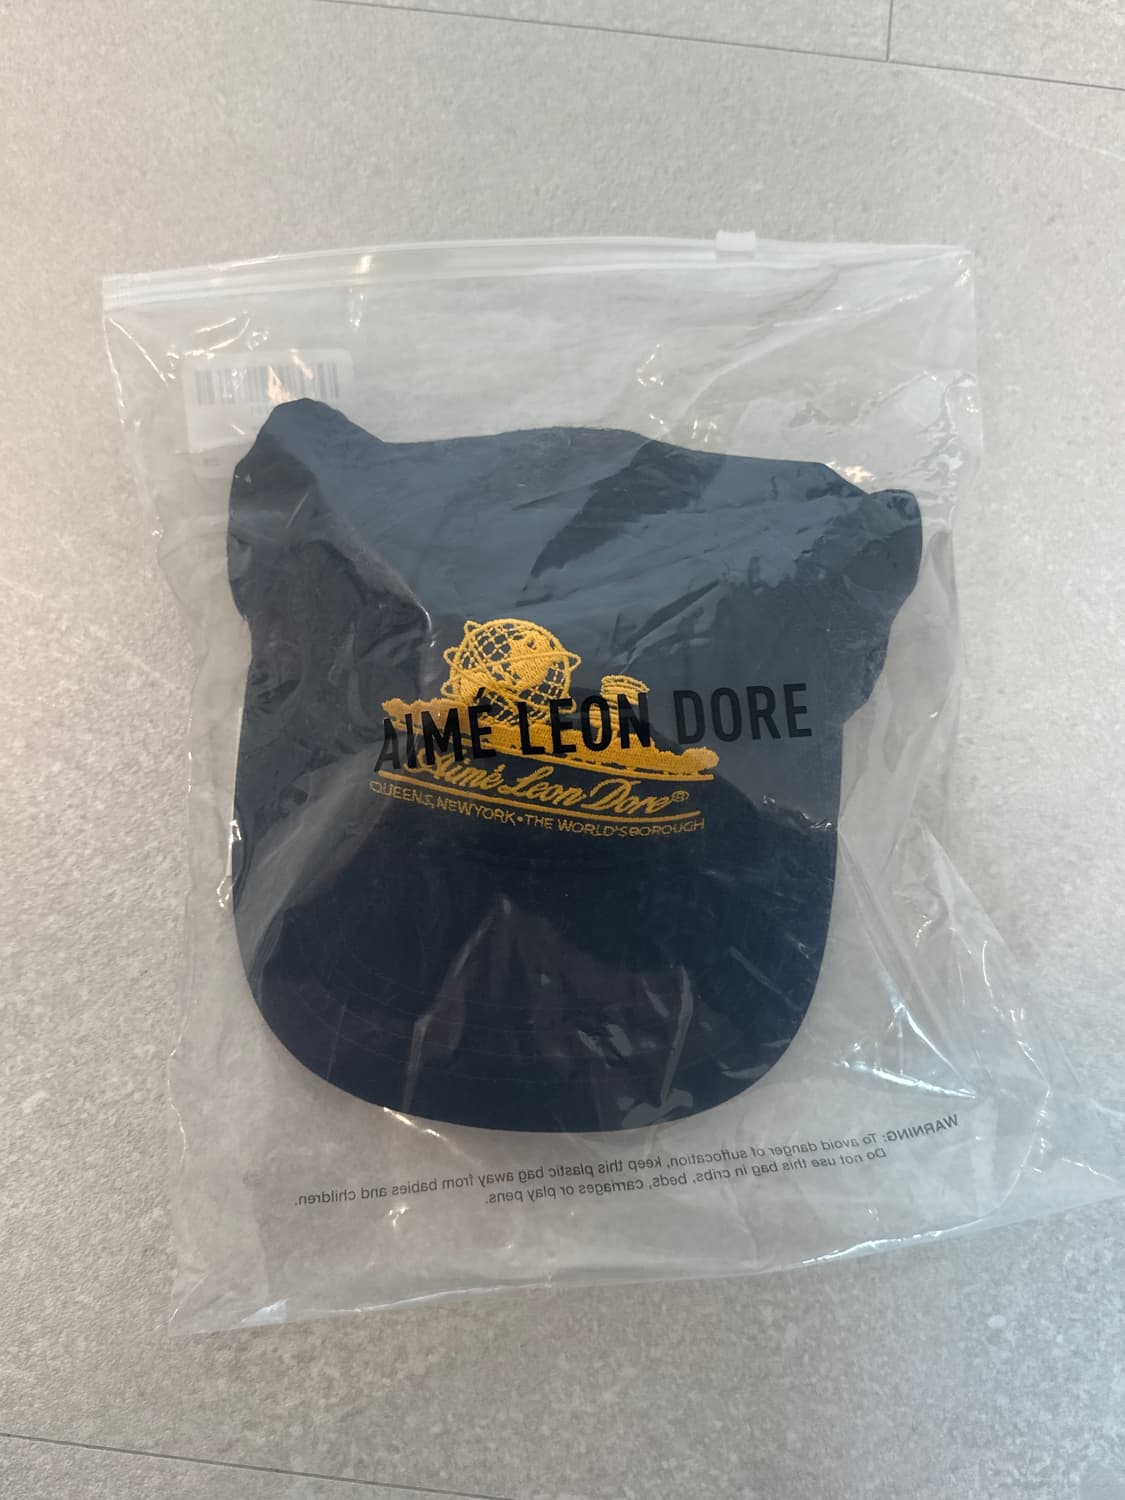 AIMÉ LEON DORE
Aimé Leon Dore®
QUEENS, NEW YORK • THE WORLD'S BOROUGH
WARNING: To avoid danger of suffocation, keep this plastic bag away from babies and children.
Do not use this bag in cribs, beds, carriages or play pens.